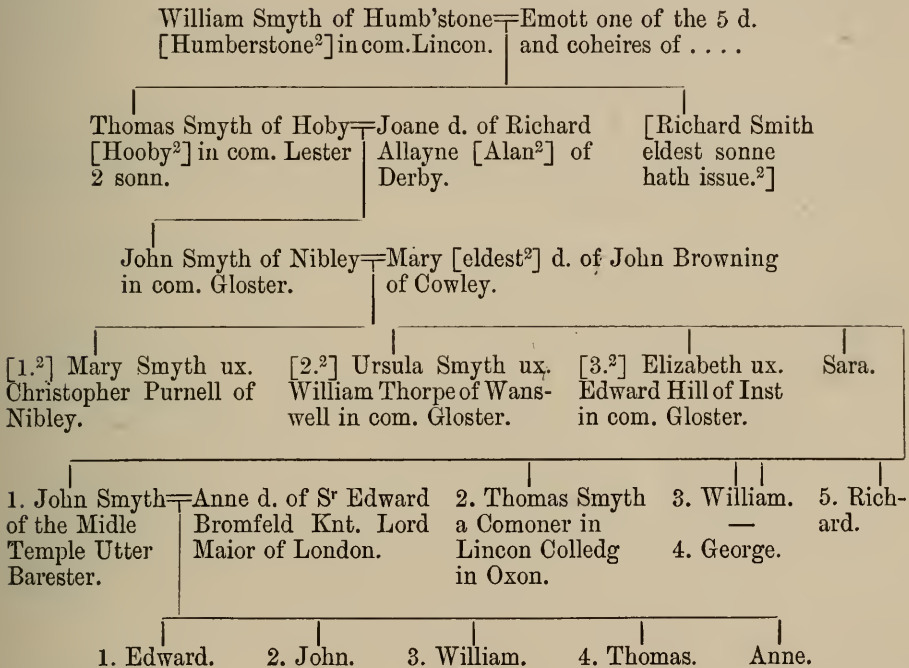 William Smyth of Humb'stone=Emott one of the 5 d.
[Humberstone²] in com. Lincon. and coheires of . . . .
Thomas Smyth of Hoby=Joane d. of Richard [Richard Smith
[Hooby²] in com. Lester Allayne [Alan²] of eldest sonne
2 sonn. Derby. hath issue.²]
John Smyth of Nibley=Mary [eldest²] d. of John Browning
in com. Gloster. of Cowley.
[1.²] Mary Smyth ux. [2.²] Ursula Smyth ux. [3.²] Elizabeth ux. Sara.
Christopher Purnell of William Thorpe of Wans- Edward Hill of Inst
Nibley. well in com. Gloster. in com. Gloster.
1. John Smyth=Anne d. of Sʳ Edward 2. Thomas Smyth 3. William. 5. Rich-
of the Midle Bromfeld Knt. Lord a Comoner in — ard.
Temple Utter Maior of London. Lincon Colledg 4. George.
Barester. in Oxon.
1. Edward. 2. John. 3. William. 4. Thomas. Anne.